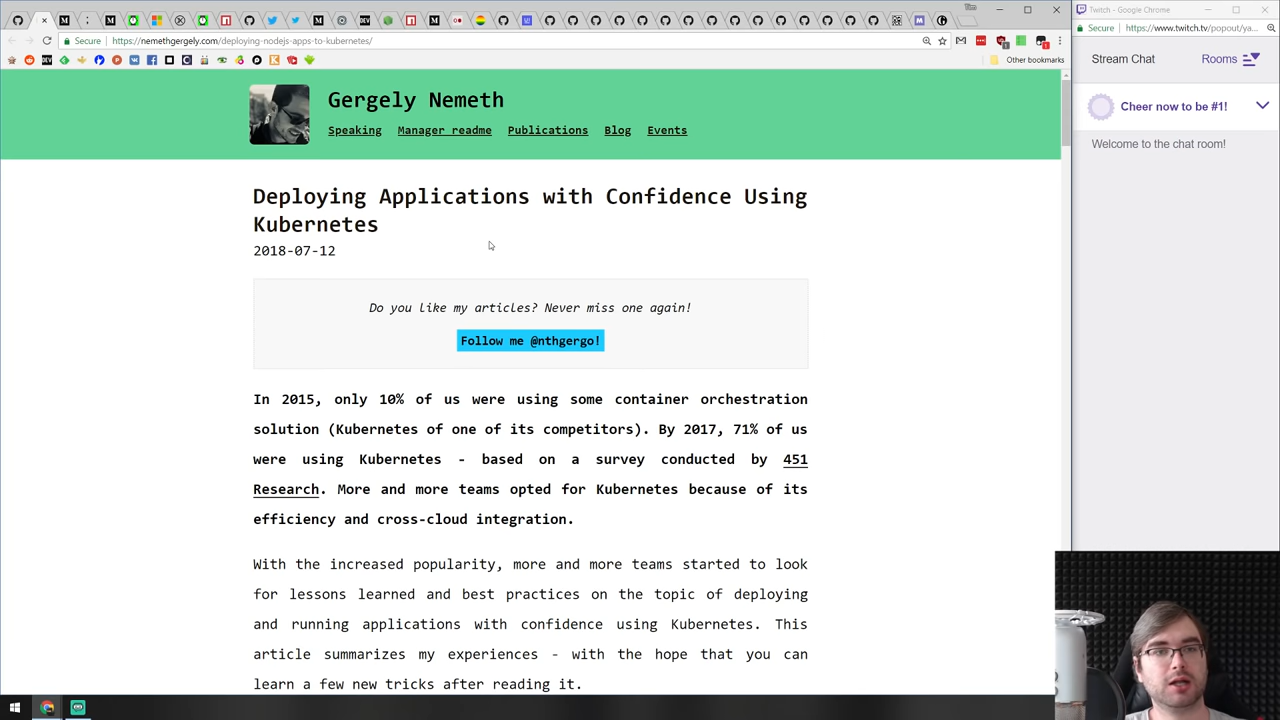 Tim
Twitch - Google Chrome
Secure
https://nemethgergely.com/deploying-nodejs-apps-to-kubernetes/
Secure
https://www.twitch.tv/popout/ya...
Other bookmarks
Stream Chat
Rooms
Cheer now to be #1!
Welcome to the chat room!
Gergely Nemeth
Speaking Manager readme Publications Blog Events
Deploying Applications with Confidence Using
Kubernetes
2018-07-12
Do you like my articles? Never miss one again!
Follow me @nthgergo!
In 2015, only 10% of us were using some container orchestration
solution (Kubernetes of one of its competitors). By 2017, 71% of us
were using Kubernetes - based on a survey conducted by 451
Research. More and more teams opted for Kubernetes because of its
efficiency and cross-cloud integration.
With the increased popularity, more and more teams started to look
for lessons learned and best practices on the topic of deploying
and running applications with confidence using Kubernetes. This
article summarizes my experiences - with the hope that you can
learn a few new tricks after reading it.